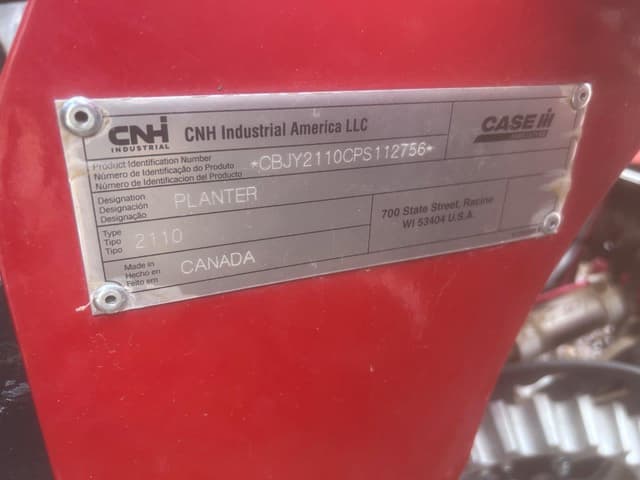 CNH
INDUSTRIAL
CNH Industrial America LLC
CASE IH
Product Identification Number
Número de Identificação do Produto
Número de Identificacion del Producto
*CBJY2110CPS112756*
Designation
Designación
Designação
PLANTER
Type
Tipo
Tipo
2110
700 State Street, Racine
WI 53404 U.S.A.
Made in
Hecho en
Feito em
CANADA